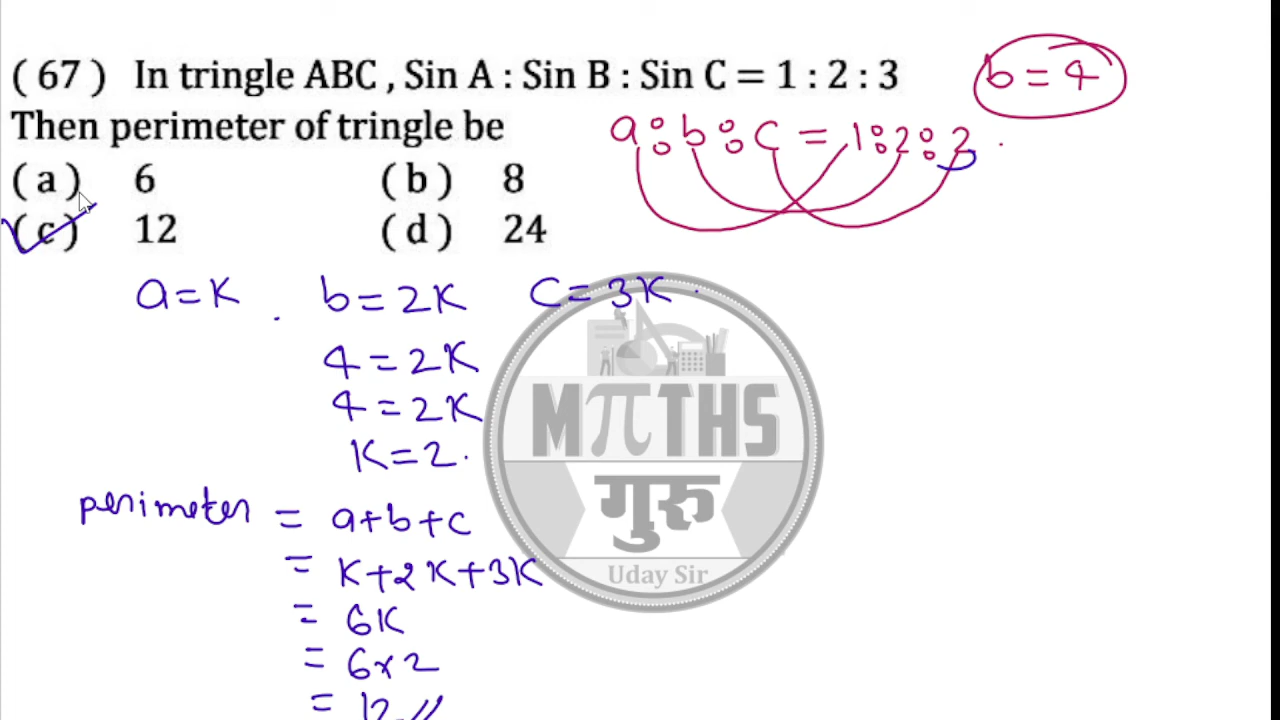 ( 67 ) In tringle ABC , Sin A : Sin B : Sin C = 1 : 2 : 3
b = 4
Then perimeter of tringle be
a : b : c = 1 : 2 : 3
( a ) 6 ( b ) 8
( c ) 12 ( d ) 24
a = K . b = 2K c = 3K .
4 = 2K
4 = 2K
K = 2 .
perimeter = a + b + c
= K + 2K + 3K
= 6K
= 6 × 2
= 12 //
MπTHS
गुरु
Uday Sir